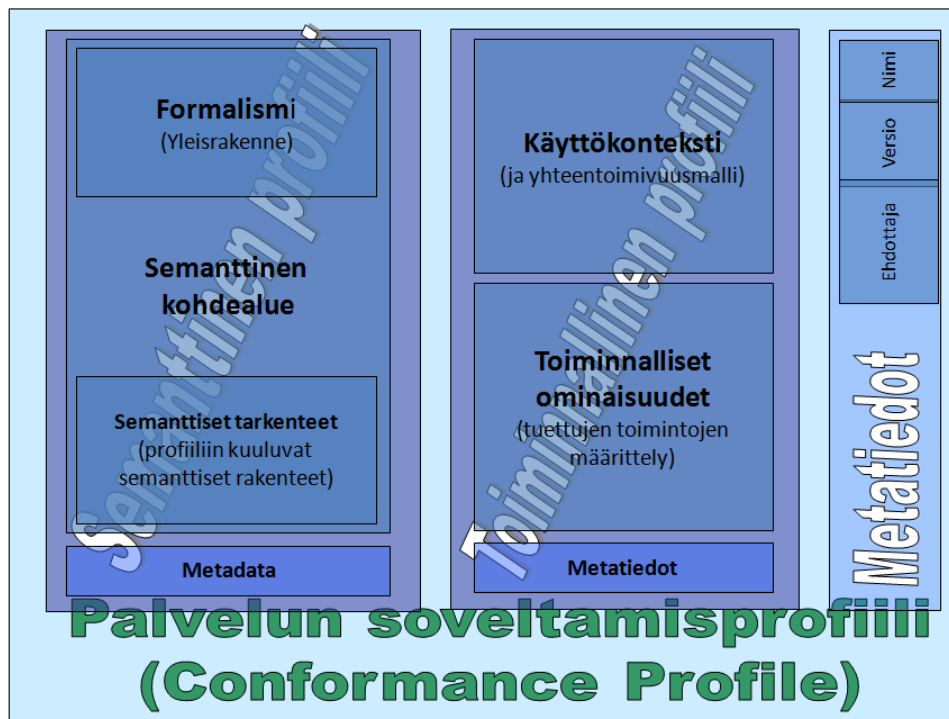 Semanttinen profiili
Formalismi
(Yleisrakenne)
Semanttinen
kohdealue
Semanttiset tarkenteet
(profiiliin kuuluvat
semanttiset rakenteet)
Metadata
Toiminnallinen profiili
Käyttökonteksti
(ja yhteentoimivuusmalli)
Toiminnalliset
ominaisuudet
(tuettujen toimintojen
määrittely)
Metatiedot
Nimi
Versio
Ehdottaja
Metatiedot
Palvelun soveltamisprofiili
(Conformance Profile)